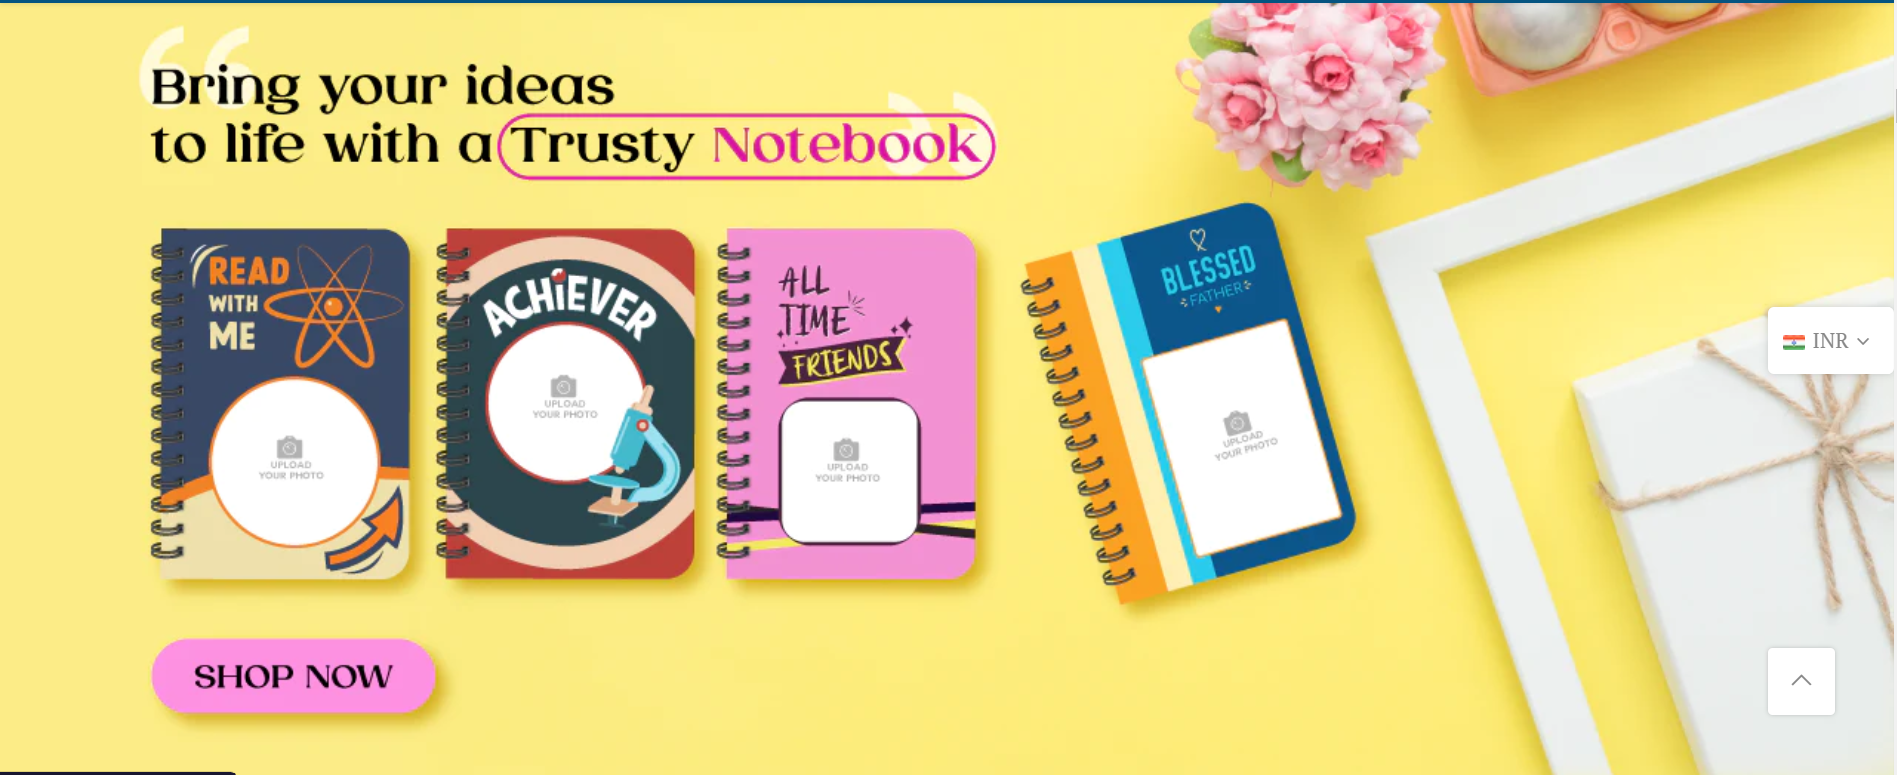 Bring your ideas
to life with a Trusty Notebook
READ
WITH
ME
UPLOAD
YOUR PHOTO
ACHiEVER
UPLOAD
YOUR PHOTO
ALL
TIME
FRIENDS
UPLOAD
YOUR PHOTO
BLESSED
FATHER
UPLOAD
YOUR PHOTO
INR
SHOP NOW